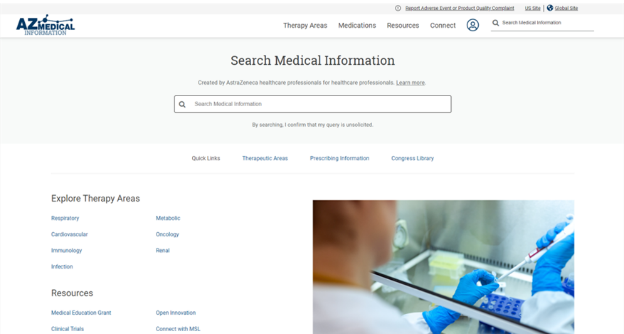 Report Adverse Event or Product Quality Complaint US Site Global Site
AZ MEDICAL INFORMATION
Therapy Areas Medications Resources Connect Search Medical Information
Search Medical Information
Created by AstraZeneca healthcare professionals for healthcare professionals. Learn more.
Search Medical Information
By searching, I confirm that my query is unsolicited.
Quick Links Therapeutic Areas Prescribing Information Congress Library
Explore Therapy Areas
Respiratory Metabolic
Cardiovascular Oncology
Immunology Renal
Infection
Resources
Medical Education Grant Open Innovation
Clinical Trials Connect with MSL